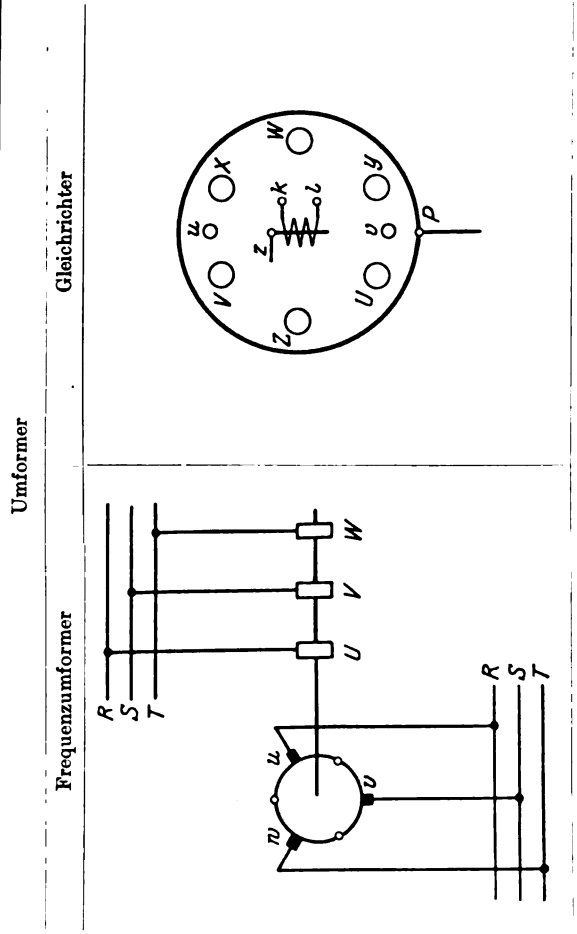 Umformer
Frequenzumformer
Gleichrichter
R
S
T
U
V
W
w
u
v
R
S
T
V
u
X
W
z
k
l
Z
U
v
y
P